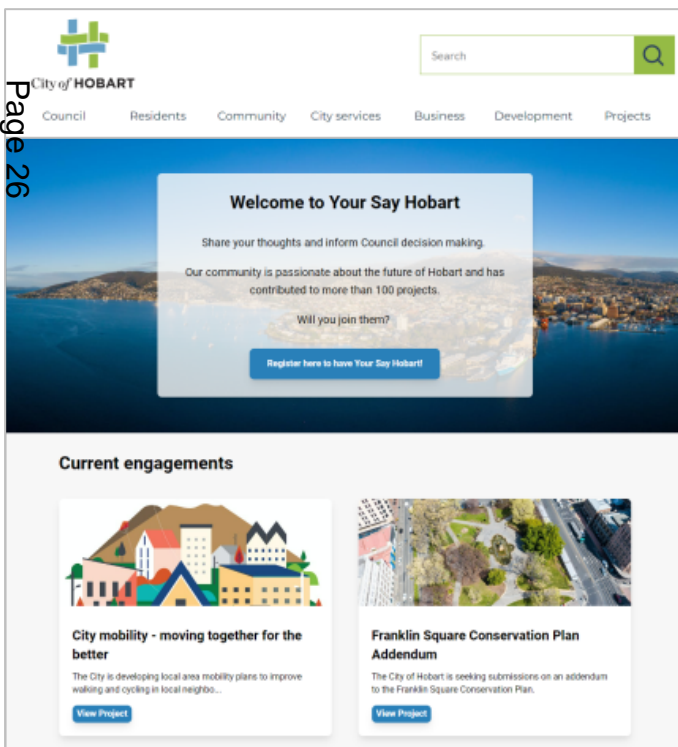 City of HOBART
Search
Page 26
Council Residents Community City services Business Development Projects
Welcome to Your Say Hobart
Share your thoughts and inform Council decision making.
Our community is passionate about the future of Hobart and has
contributed to more than 100 projects.
Will you join them?
Register here to have Your Say Hobart!
Current engagements
City mobility - moving together for the
better
The City is developing local area mobility plans to improve
walking and cycling in local neighbo...
View Project
Franklin Square Conservation Plan
Addendum
The City of Hobart is seeking submissions on an addendum
to the Franklin Square Conservation Plan.
View Project